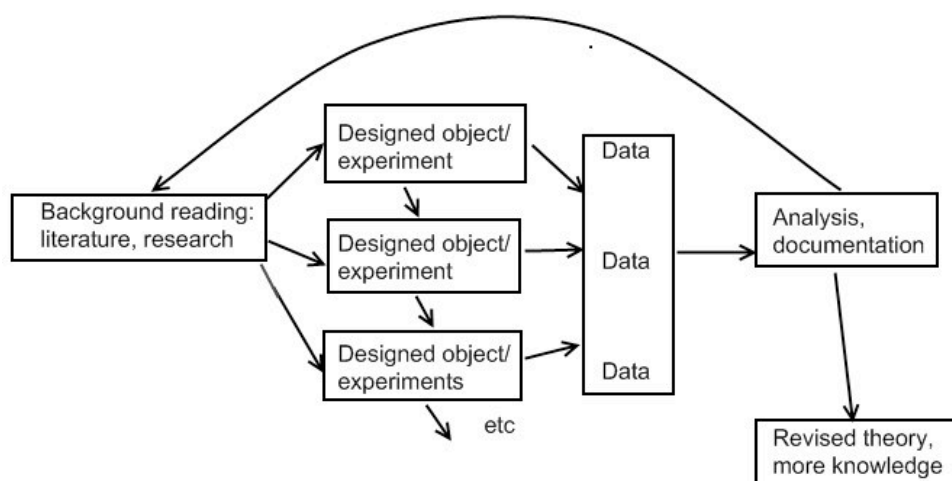 Designed object/
experiment
Background reading:
literature, research
Designed object/
experiment
Designed object/
experiments
etc
Data
Data
Data
Analysis,
documentation
Revised theory,
more knowledge